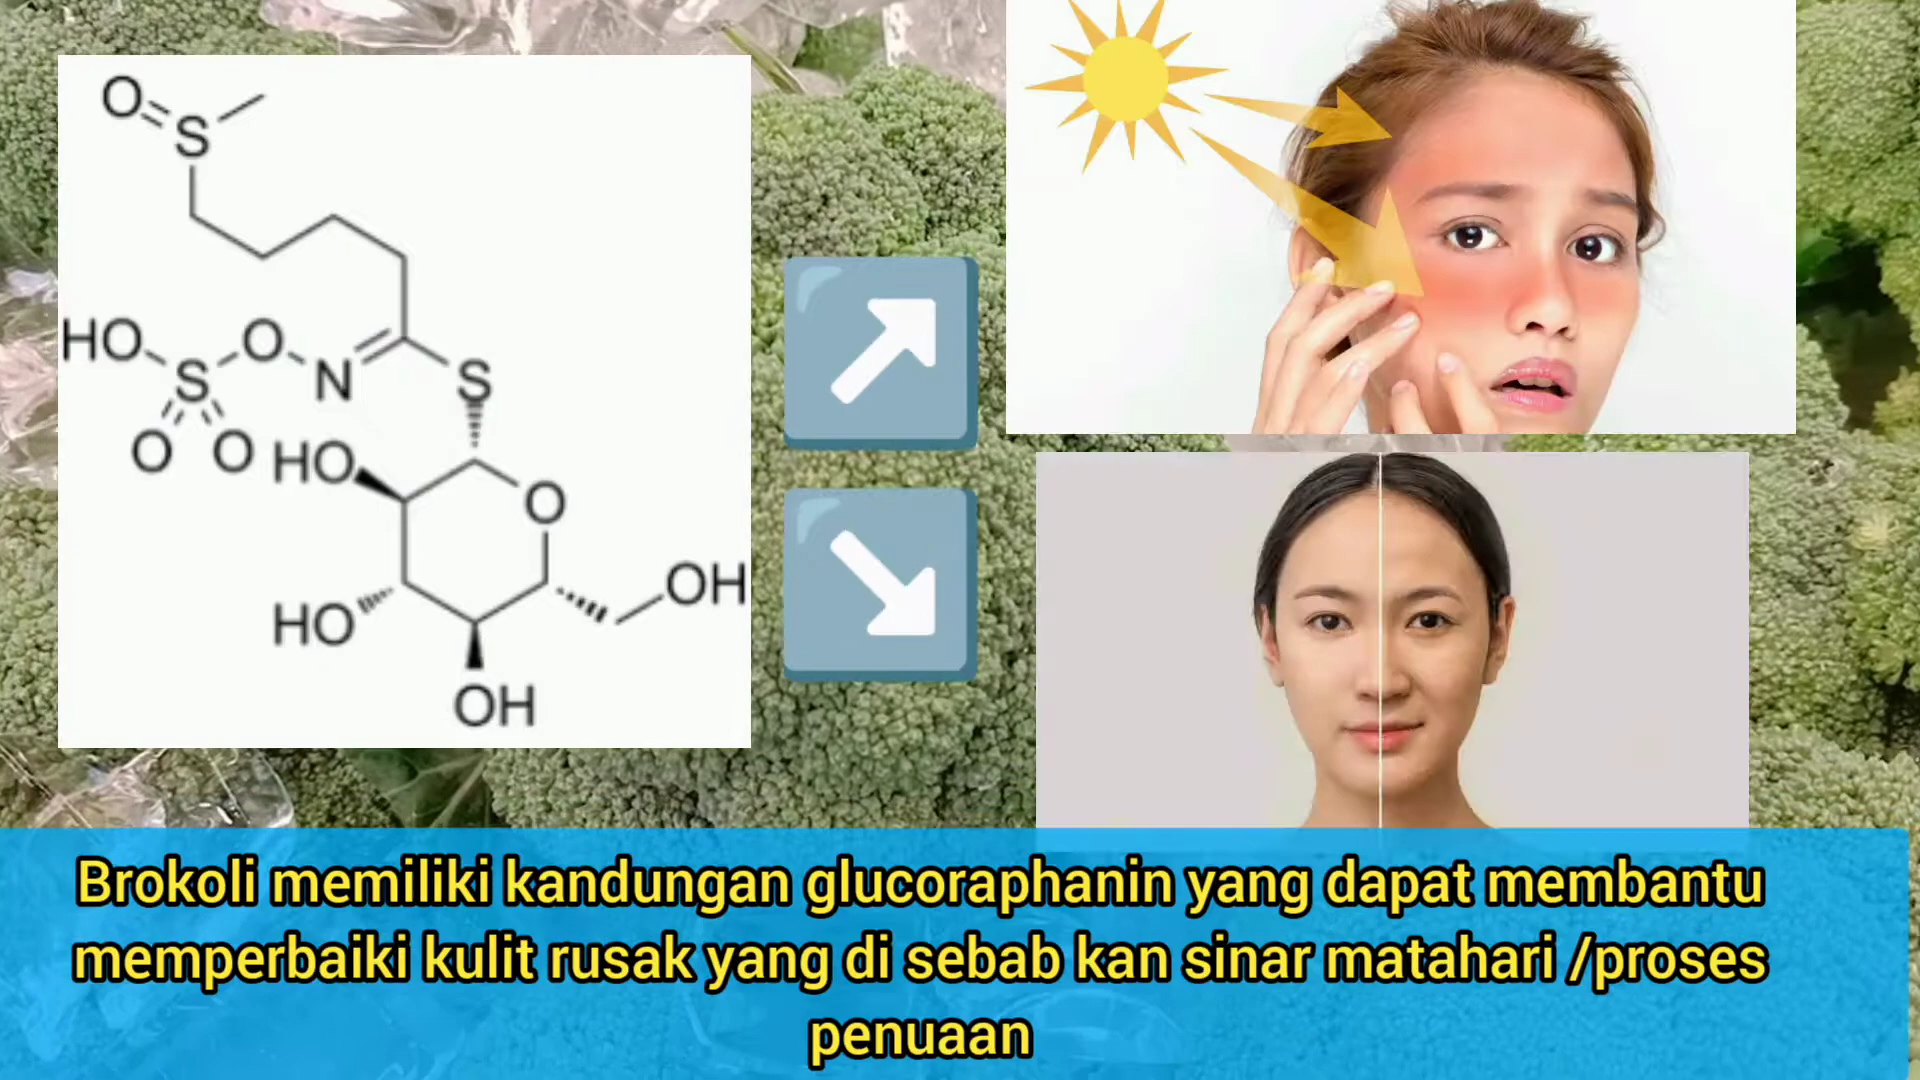 O
S
HO
S
O
N
S
O
O
HO
O
HO
OH
OH
Brokoli memiliki kandungan glucoraphanin yang dapat membantu
memperbaiki kulit rusak yang di sebab kan sinar matahari /proses
penuaan